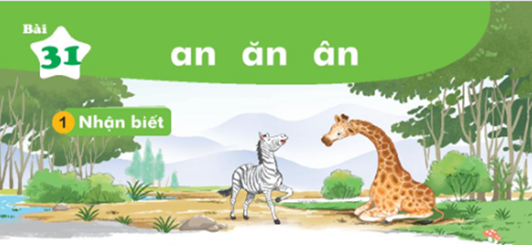 Bài
31
an ăn ân
1 Nhận biết